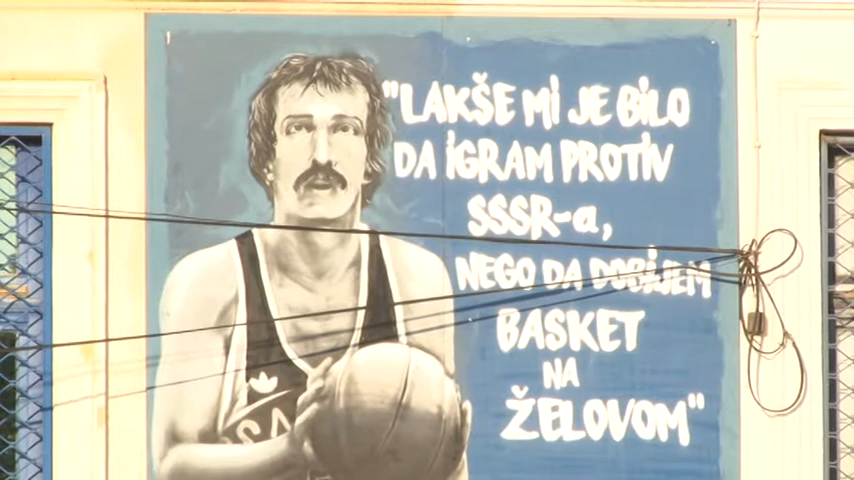 "LAKŠE MI JE BILO
DA IGRAM PROTIV
SSSR-a,
NEGO DA DOBIJEM
BASKET
NA
ŽELOVOM"